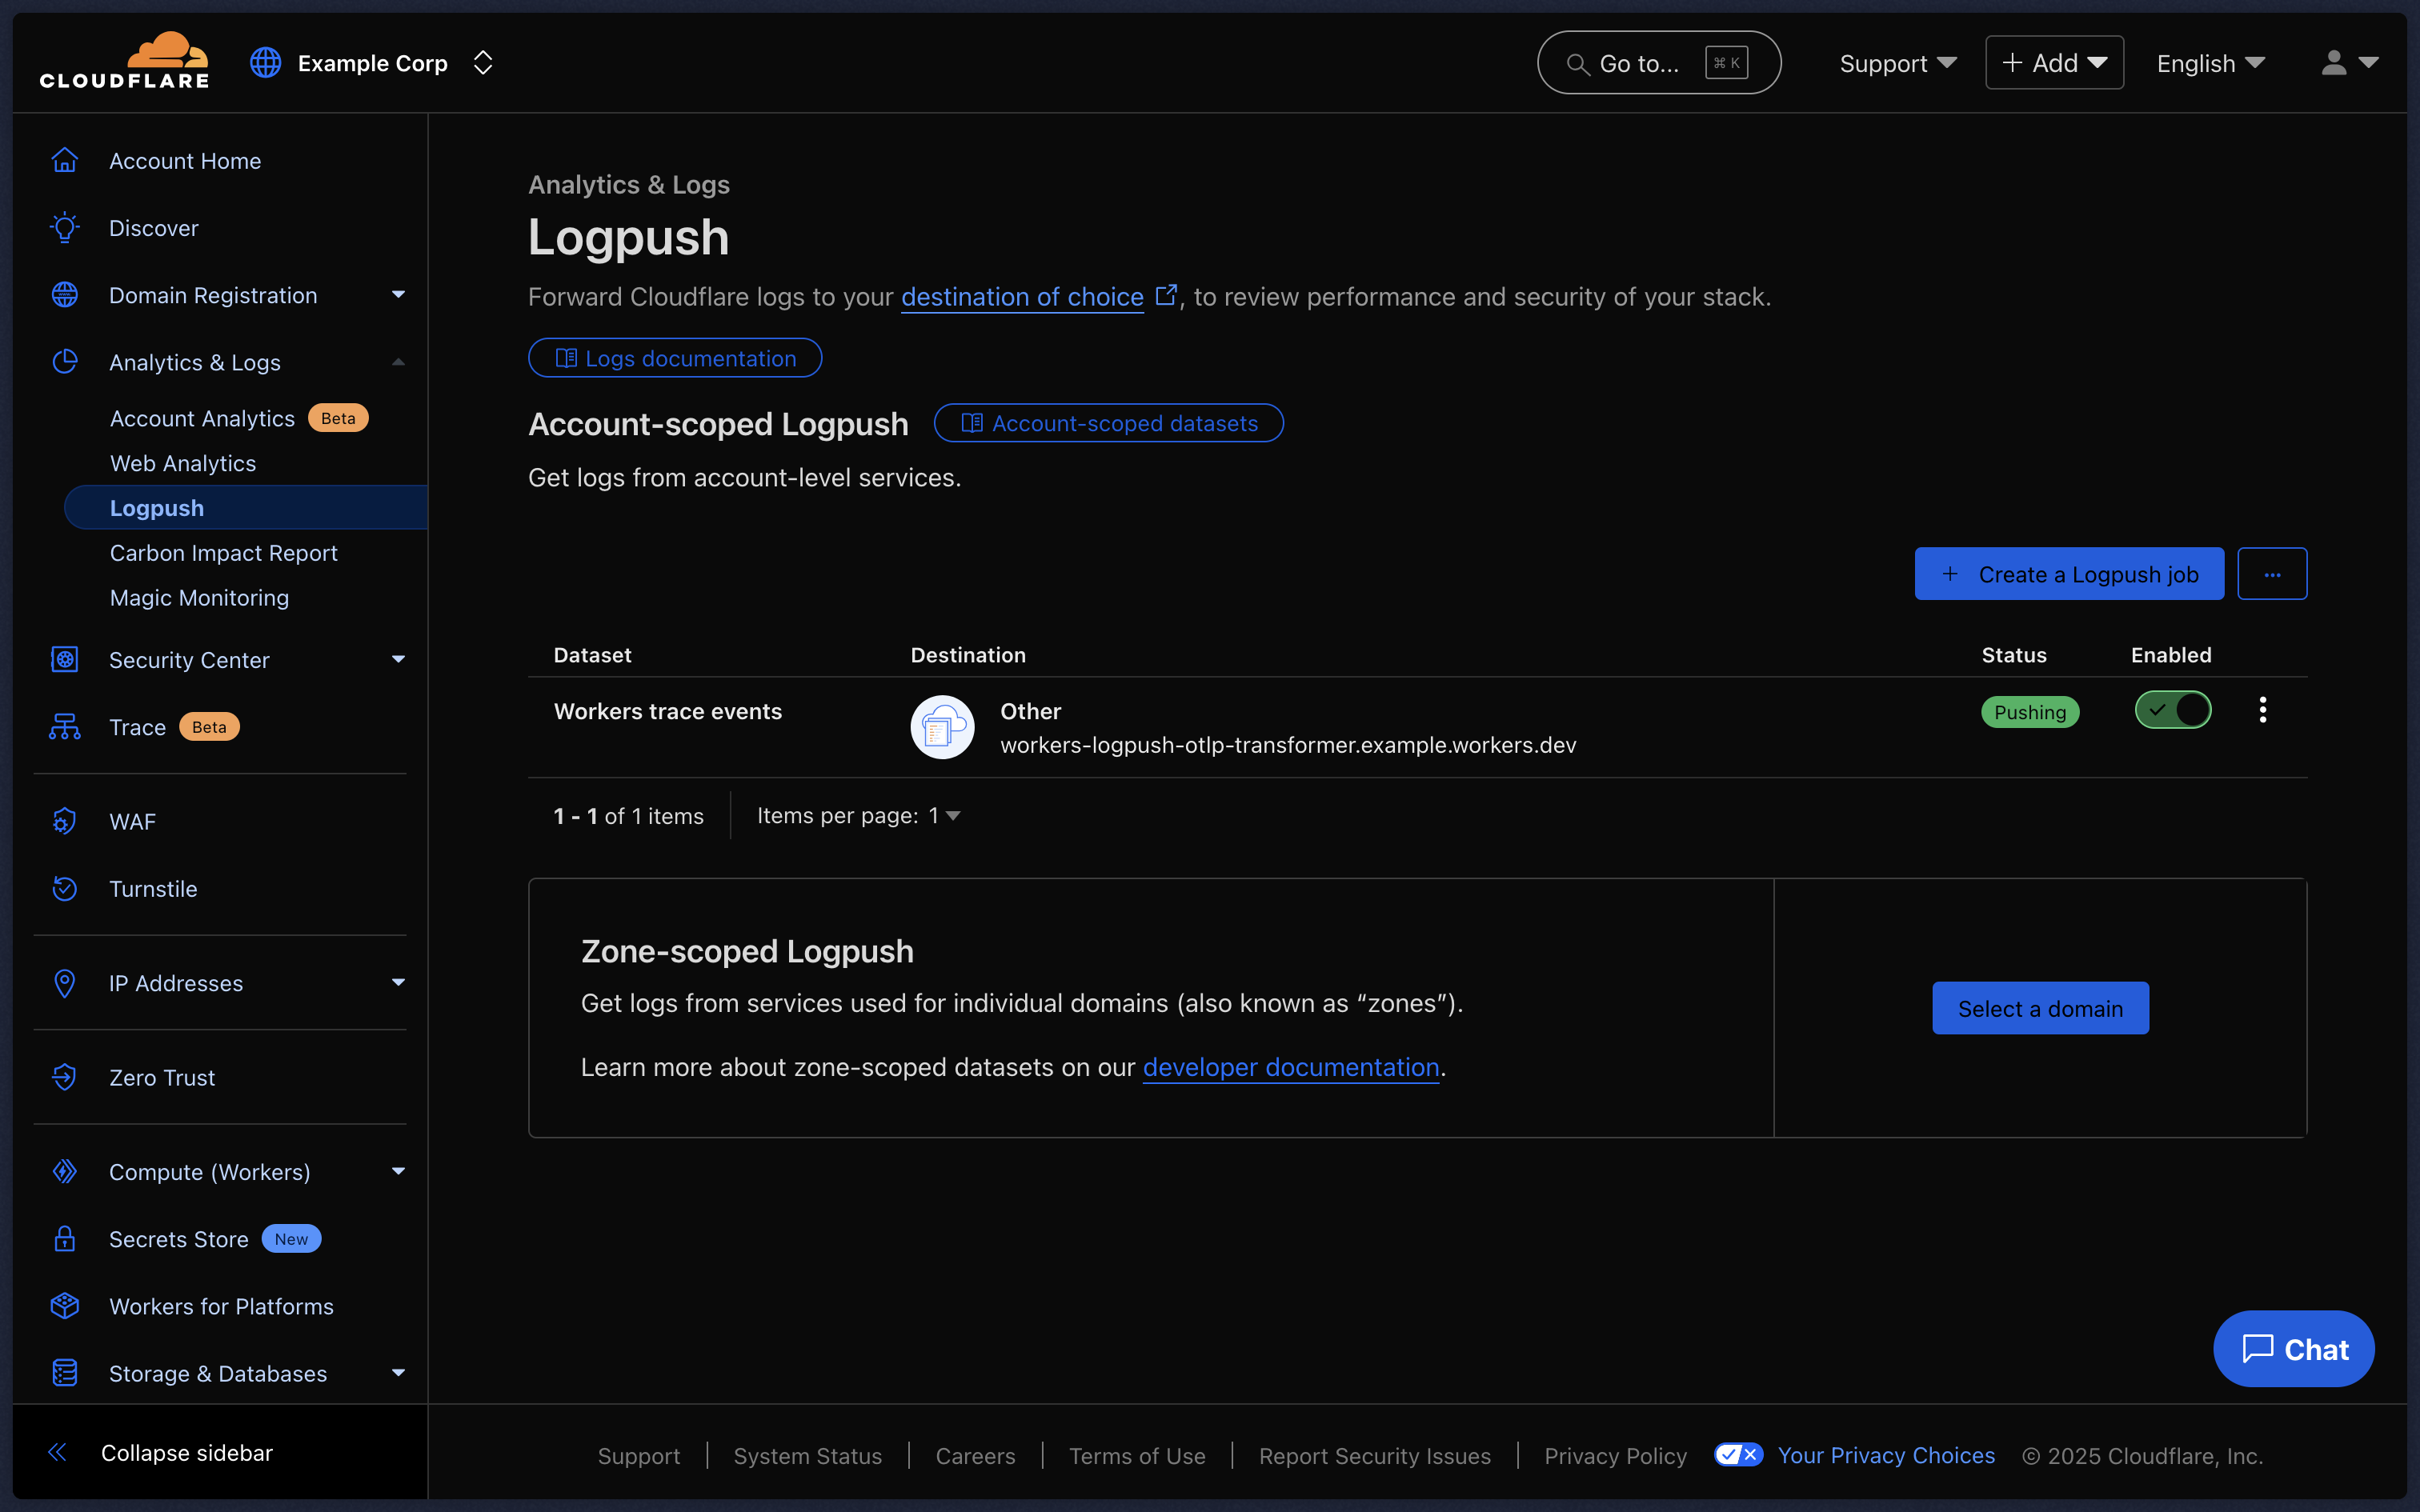 CLOUDFLARE
Example Corp
Go to...
⌘ K
Support
Add
English
Account Home
Discover
Domain Registration
Analytics & Logs
Account Analytics Beta
Web Analytics
Logpush
Carbon Impact Report
Magic Monitoring
Security Center
Trace Beta
WAF
Turnstile
IP Addresses
Zero Trust
Compute (Workers)
Secrets Store New
Workers for Platforms
Storage & Databases
Collapse sidebar
Analytics & Logs
Logpush
Forward Cloudflare logs to your destination of choice, to review performance and security of your stack.
Logs documentation
Account-scoped Logpush Account-scoped datasets
Get logs from account-level services.
+ Create a Logpush job ...
Dataset Destination Status Enabled
Workers trace events Other Pushing
workers-logpush-otlp-transformer.example.workers.dev
1 - 1 of 1 items Items per page: 1
Zone-scoped Logpush
Get logs from services used for individual domains (also known as “zones”).
Learn more about zone-scoped datasets on our developer documentation.
Select a domain
Chat
Support System Status Careers Terms of Use Report Security Issues Privacy Policy Your Privacy Choices © 2025 Cloudflare, Inc.